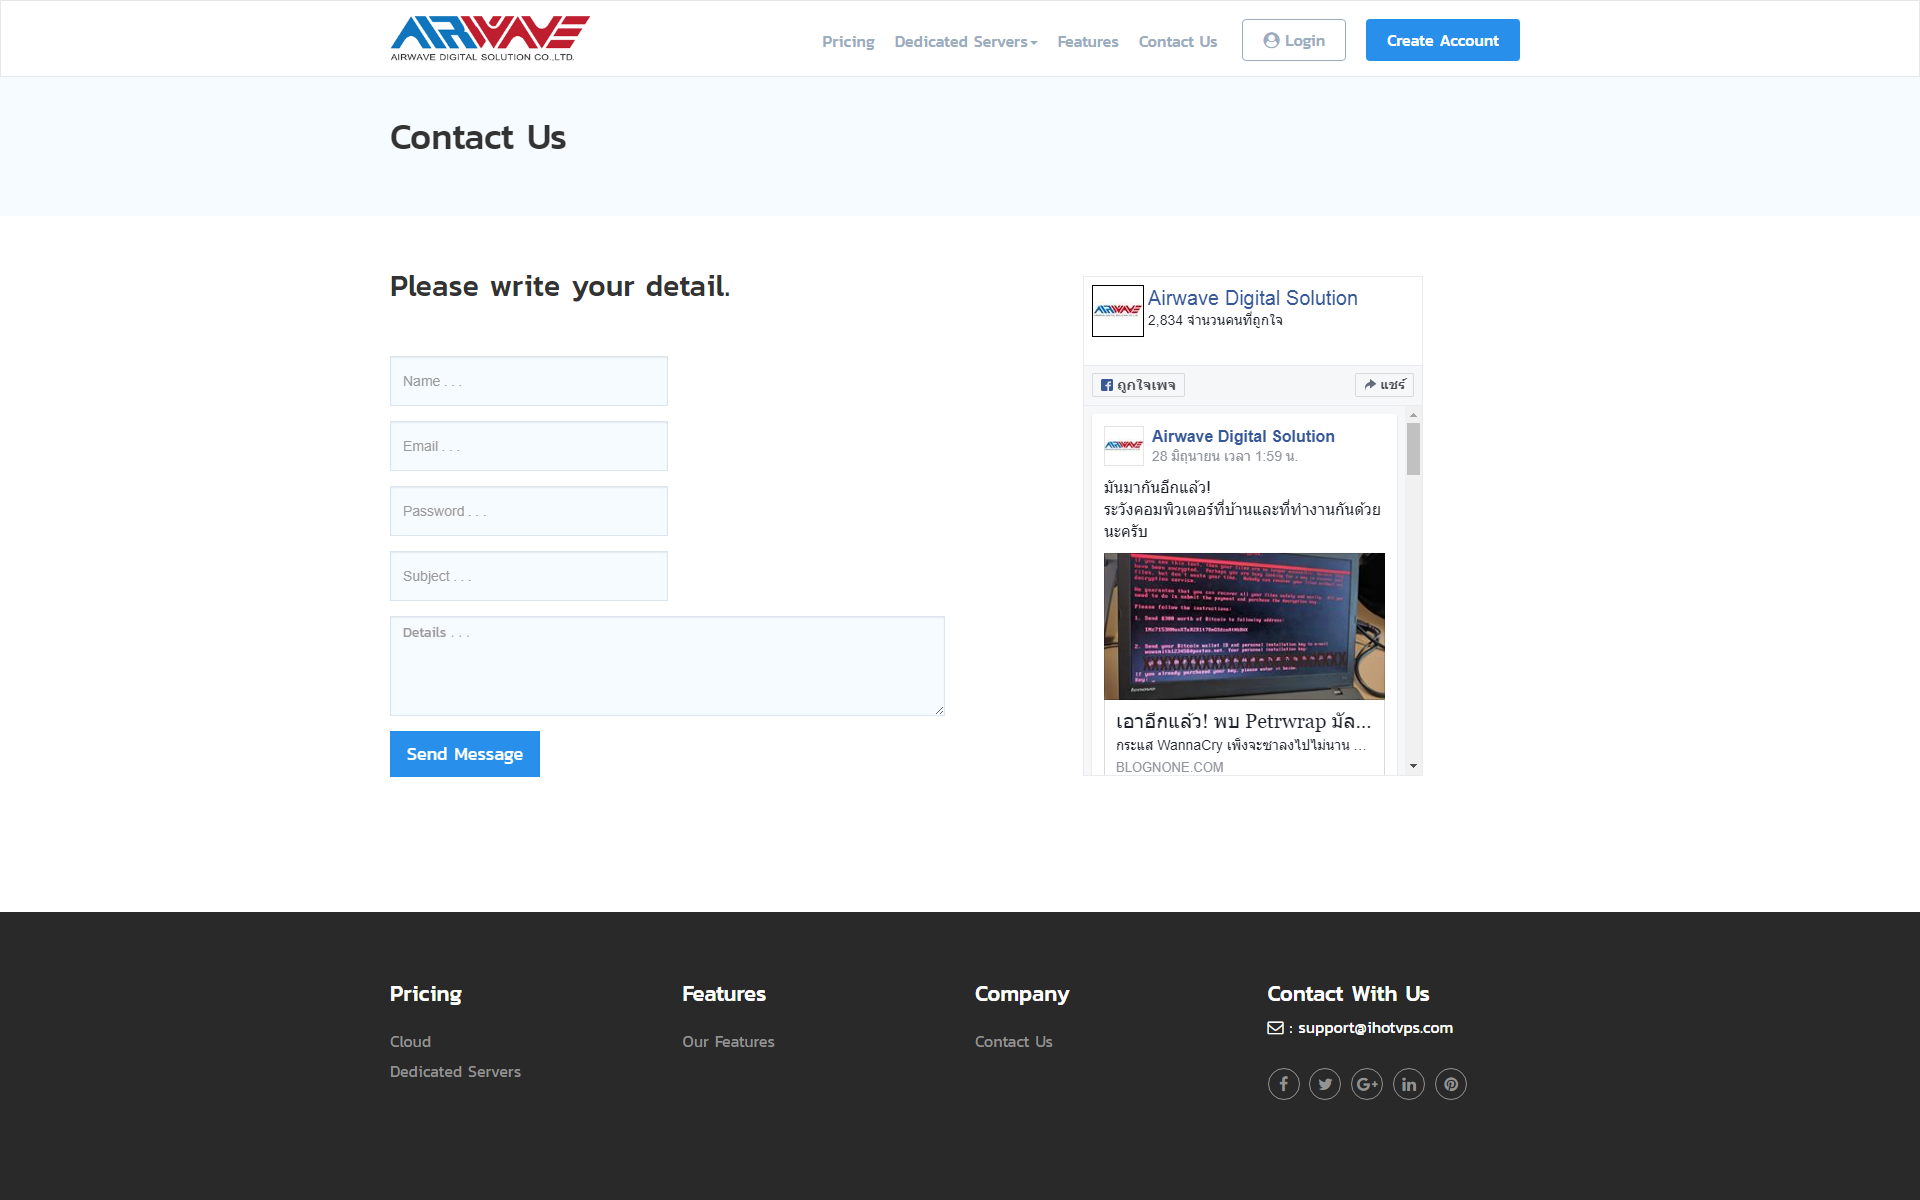 AIRWAVE
AIRWAVE DIGITAL SOLUTION CO.,LTD.
Pricing
Dedicated Servers
Features
Contact Us
Login
Create Account
Contact Us
Please write your detail.
Name . . .
Email . . .
Password . . .
Subject . . .
Details . . .
Send Message
Airwave Digital Solution
2,834 จำนวนคนที่ถูกใจ
ถูกใจเพจ
แชร์
Airwave Digital Solution
28 มิถุนายน เวลา 1:59 น.
มันมากันอีกแล้ว!
ระวังคอมพิวเตอร์ที่บ้านและที่ทำงานกันด้วย
นะครับ
Please follow the instructions:
lenovo
เอาอีกแล้ว! พบ Petrwrap มัล...
กระแส WannaCry เพิ่งจะซาลงไปไม่นาน ...
BLOGNONE.COM
Pricing
Cloud
Dedicated Servers
Features
Our Features
Company
Contact Us
Contact With Us
: support@ihotvps.com